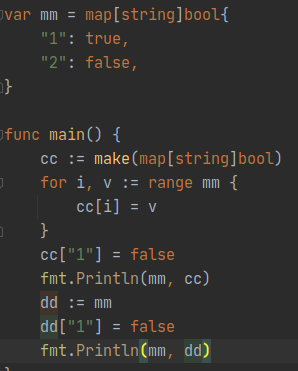 var mm = map[string]bool{
    "1": true,
    "2": false,
}

func main() {
    cc := make(map[string]bool)
    for i, v := range mm {
        cc[i] = v
    }
    cc["1"] = false
    fmt.Println(mm, cc)
    dd := mm
    dd["1"] = false
    fmt.Println(mm, dd)
}